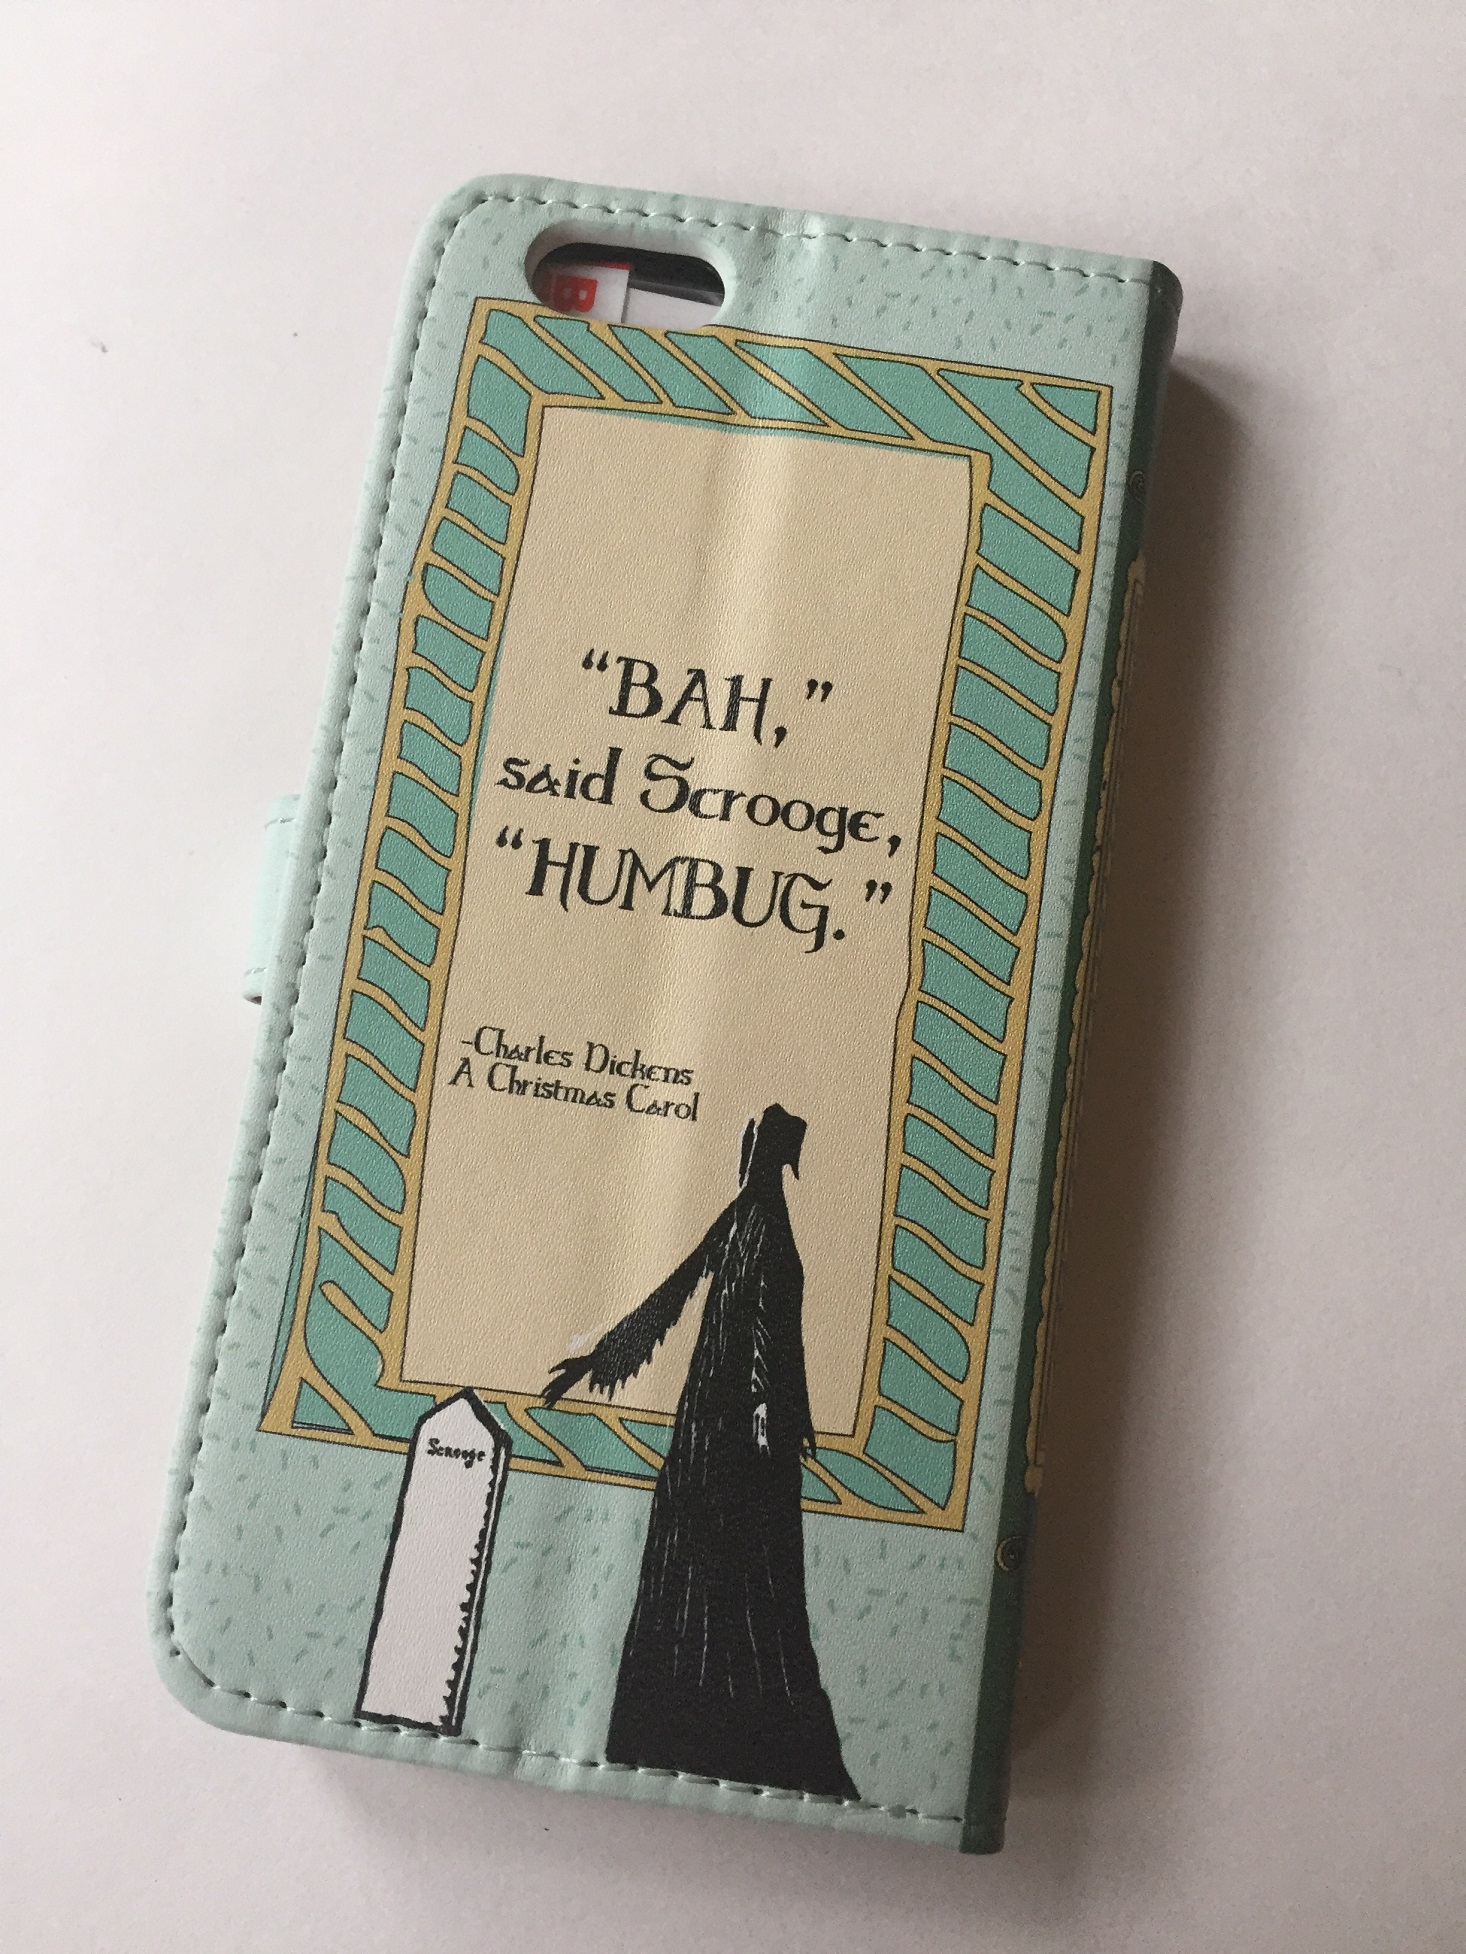 B
“BAH,”
said Scrooge,
“HUMBUG.”
-Charles Dickens
A Christmas Carol
Scrooge